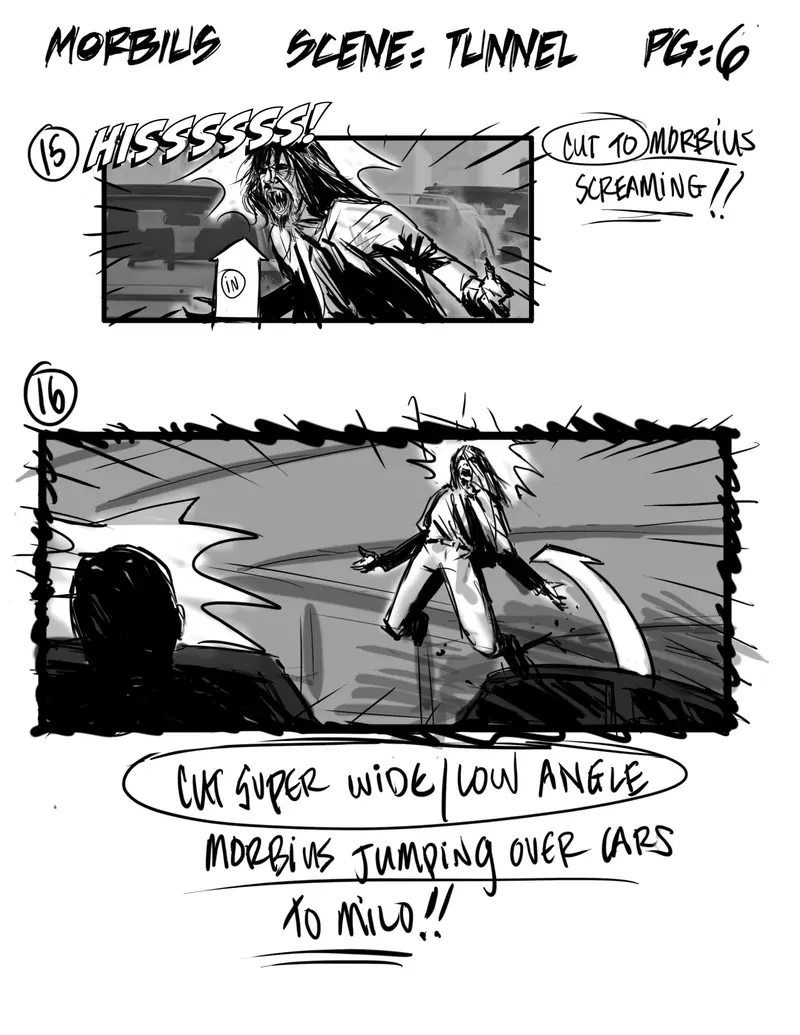 MORBIUS SCENE: TUNNEL PG:6
15
HISSSSSS!
CUT TO MORBIUS
SCREAMING!!
IN
16
CUT SUPER WIDE/LOW ANGLE
MORBIUS JUMPING OVER CARS
TO MILO!!